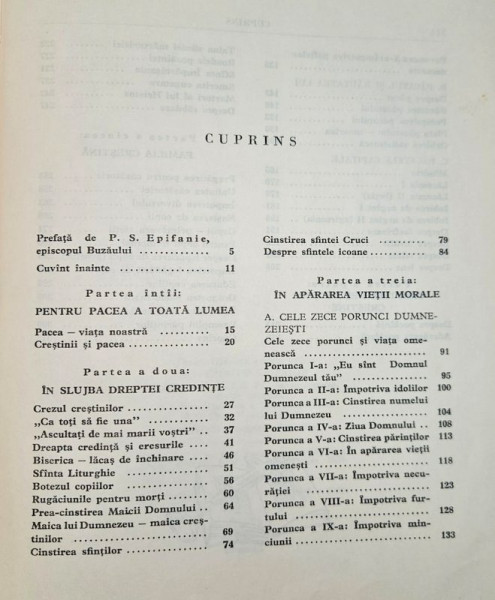 CUPRINS
Prefață de P. S. Epifanie,
episcopul Buzăului . . . . . . . . . . . . . 5
Cuvînt înainte . . . . . . . . . . . . . . . 11
Partea întîi:
PENTRU PACEA A TOATĂ LUMEA
Pacea — viața noastră . . . . . . . . . . 15
Creștinii și pacea . . . . . . . . . . . . . 20
Partea a doua:
ÎN SLUJBA DREPTEI CREDINȚE
Crezul creștinilor . . . . . . . . . . . . . 27
„Ca toți să fie una" . . . . . . . . . . . . 32
„Ascultați de mai marii voștri" . . . . 37
Dreapta credință și eresurile . . . . . 41
Biserica — lăcaș de închinare . . . . . 46
Sfînta Liturghie . . . . . . . . . . . . . . 51
Botezul copiilor . . . . . . . . . . . . . . 56
Rugăciunile pentru morți . . . . . . . . 60
Prea-cinstirea Maicii Domnului . . 64
Maica lui Dumnezeu — maica creș-
tinilor . . . . . . . . . . . . . . . . . . . 69
Cinstirea sfinților . . . . . . . . . . . . . 74
Cinstirea sfintei Cruci . . . . . . . . . . 79
Despre sfintele icoane . . . . . . . . . . 84
Partea a treia:
ÎN APĂRAREA VIEȚII MORALE
A. CELE ZECE PORUNCI DUMNE-
ZEIEȘTI
Cele zece porunci și viața ome-
nească . . . . . . . . . . . . . . . . . . . 91
Porunca I-a: „Eu sînt Domnul
Dumnezeul tău" . . . . . . . . . . . . . 95
Porunca a II-a: Împotriva idolilor 100
Porunca a III-a: Cinstirea numelui
lui Dumnezeu . . . . . . . . . . . . . . 104
Porunca a IV-a: Ziua Domnului . . 108
Porunca a V-a: Cinstirea părinților 113
Porunca a VI-a: În apărarea vieții
omenești . . . . . . . . . . . . . . . . . 118
Porunca a VII-a: Împotriva necu-
răției . . . . . . . . . . . . . . . . . . . . 123
Porunca a VIII-a: Împotriva fur-
tului . . . . . . . . . . . . . . . . . . . . 128
Porunca a IX-a: Împotriva min-
ciunii . . . . . . . . . . . . . . . . . . . . 133